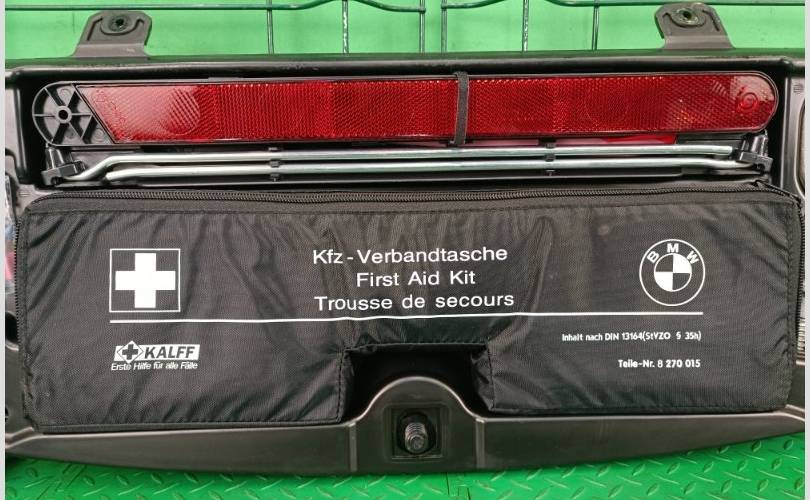 Kfz-Verbandtasche
First Aid Kit
Trousse de secours
BMW
KALFF
Erste Hilfe für alle Fälle
Inhalt nach DIN 13164(StVZO § 35h)
Teile-Nr. 8 270 015